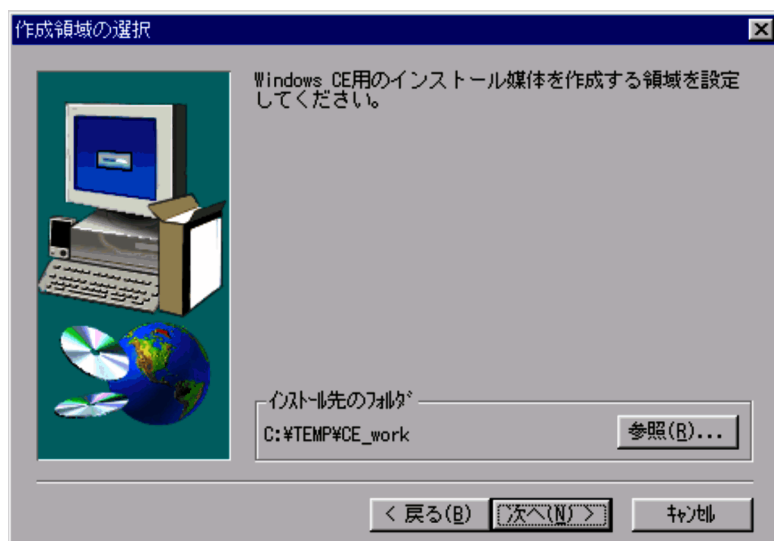 作成領域の選択
Windows CE用のインストール媒体を作成する領域を設定
してください。
ｲﾝｽﾄｰﾙ先のﾌｫﾙﾀﾞ
C:¥TEMP¥CE_work
参照(R)...
< 戻る(B)
次へ(N) >
ｷｬﾝｾﾙ